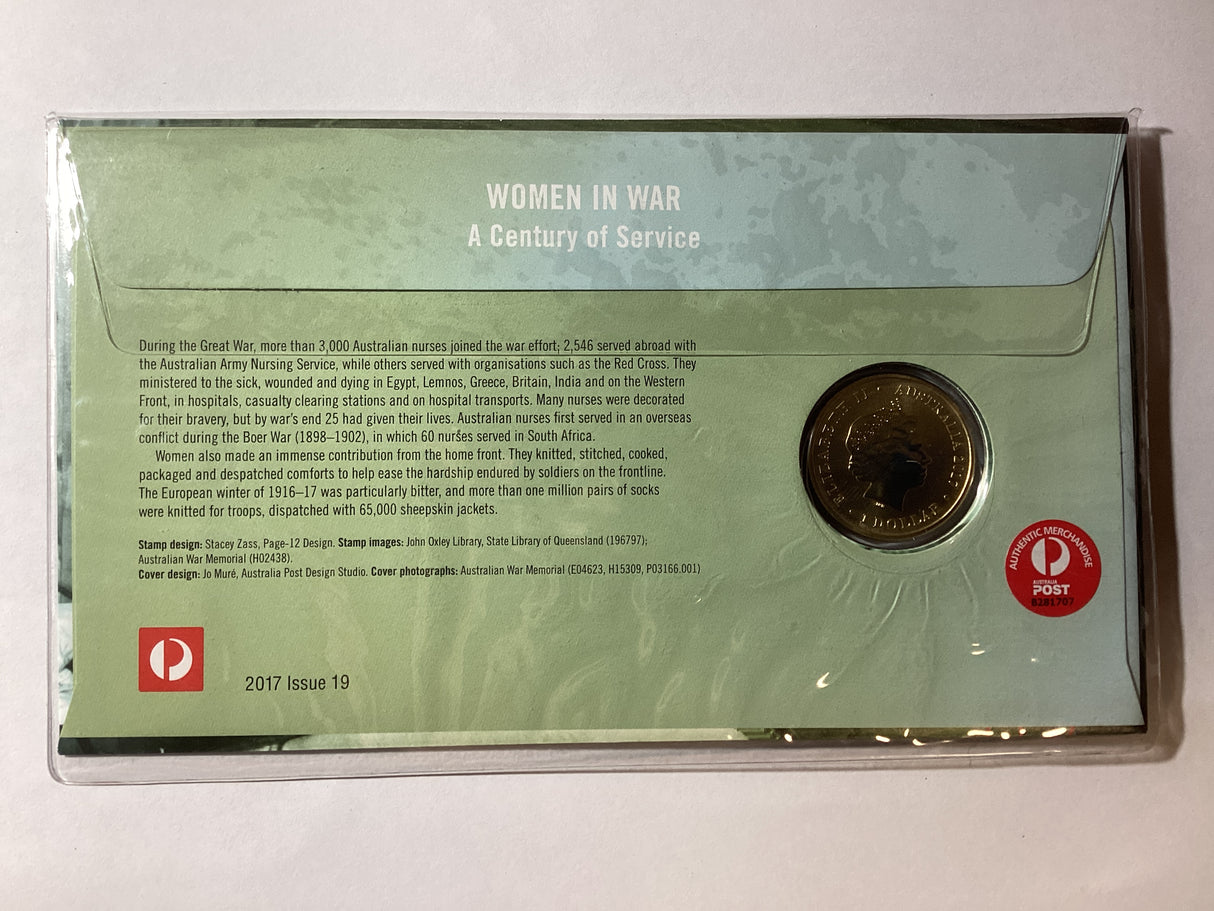 WOMEN IN WAR
A Century of Service
During the Great War, more than 3,000 Australian nurses joined the war effort; 2,546 served abroad with
the Australian Army Nursing Service, while others served with organisations such as the Red Cross. They
ministered to the sick, wounded and dying in Egypt, Lemnos, Greece, Britain, India and on the Western
Front, in hospitals, casualty clearing stations and on hospital transports. Many nurses were decorated
for their bravery, but by war's end 25 had given their lives. Australian nurses first served in an overseas
conflict during the Boer War (1898–1902), in which 60 nurses served in South Africa.
Women also made an immense contribution from the home front. They knitted, stitched, cooked,
packaged and despatched comforts to help ease the hardship endured by soldiers on the frontline.
The European winter of 1916–17 was particularly bitter, and more than one million pairs of socks
were knitted for troops, dispatched with 65,000 sheepskin jackets.
Stamp design: Stacey Zass, Page-12 Design. Stamp images: John Oxley Library, State Library of Queensland (196797);
Australian War Memorial (H02438).
Cover design: Jo Muré, Australia Post Design Studio. Cover photographs: Australian War Memorial (E04623, H15309, P03166.001)
2017 Issue 19
ELIZABETH II • AUSTRALIA 2017
• 1 DOLLAR •
AUTHENTIC MERCHANDISE
AUSTRALIA
POST
B281707